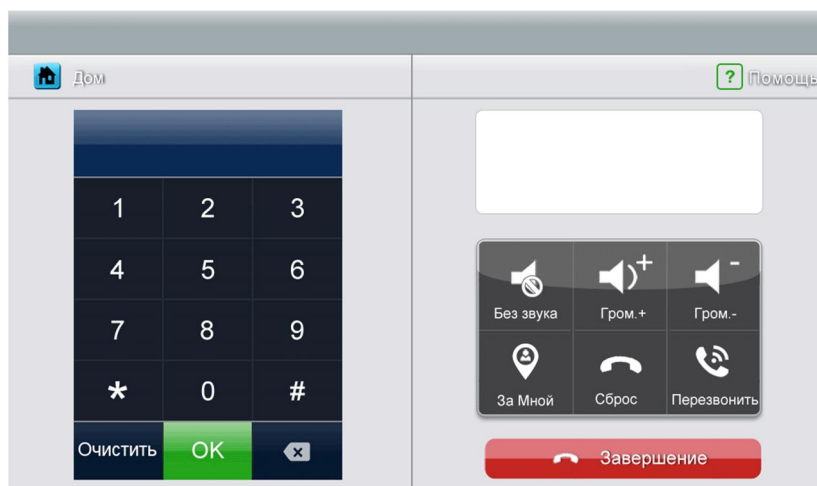 Дом
? Помощь
1 2 3
4 5 6
7 8 9
* 0 #
Очистить OK
Без звука Гром.+ Гром.-
За Мной Сброс Перезвонить
Завершение